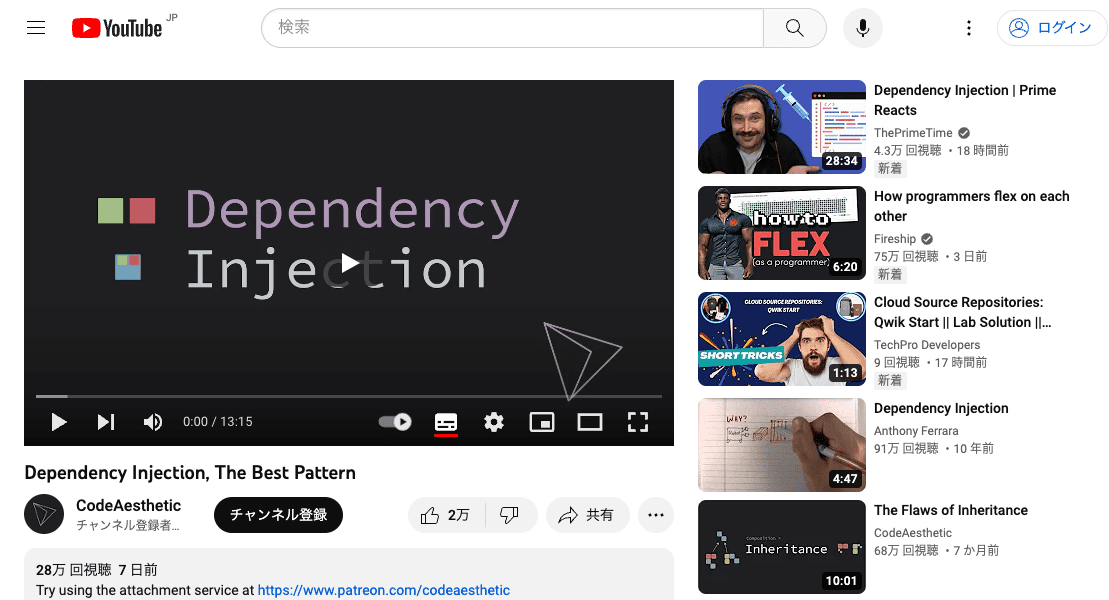 YouTube JP
検索
ログイン
Dependency
Injection
0:00 / 13:15
Dependency Injection, The Best Pattern
CodeAesthetic
チャンネル登録者...
チャンネル登録
2万
共有
28万 回視聴 7 日前
Try using the attachment service at https://www.patreon.com/codeaesthetic
28:34
Dependency Injection | Prime
Reacts
ThePrimeTime
4.3万 回視聴 ・18 時間前
新着
how to
FLEX
(as a programmer)
6:20
How programmers flex on each
other
Fireship
75万 回視聴 ・3 日前
新着
CLOUD SOURCE REPOSITORIES:
QWIK START
SHORT TRICKS
1:13
Cloud Source Repositories:
Qwik Start || Lab Solution ||...
TechPro Developers
9 回視聴 ・17 時間前
新着
WHY?
4:47
Dependency Injection
Anthony Ferrara
91万 回視聴 ・10 年前
Composition >
Inheritance
10:01
The Flaws of Inheritance
CodeAesthetic
68万 回視聴 ・7 か月前